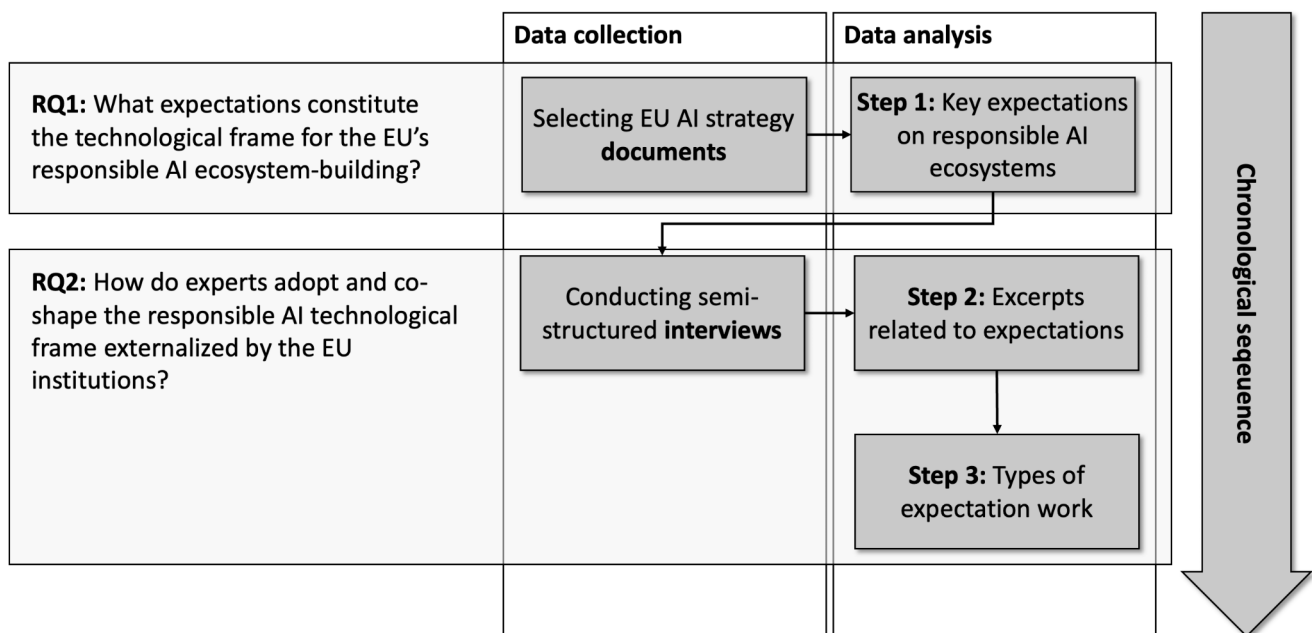 Data collection
Data analysis
RQ1: What expectations constitute
the technological frame for the EU’s
responsible AI ecosystem-building?
Selecting EU AI strategy
documents
Step 1: Key expectations
on responsible AI
ecosystems
RQ2: How do experts adopt and co-
shape the responsible AI technological
frame externalized by the EU
institutions?
Conducting semi-
structured interviews
Step 2: Excerpts
related to expectations
Step 3: Types of
expectation work
Chronological seqeuence